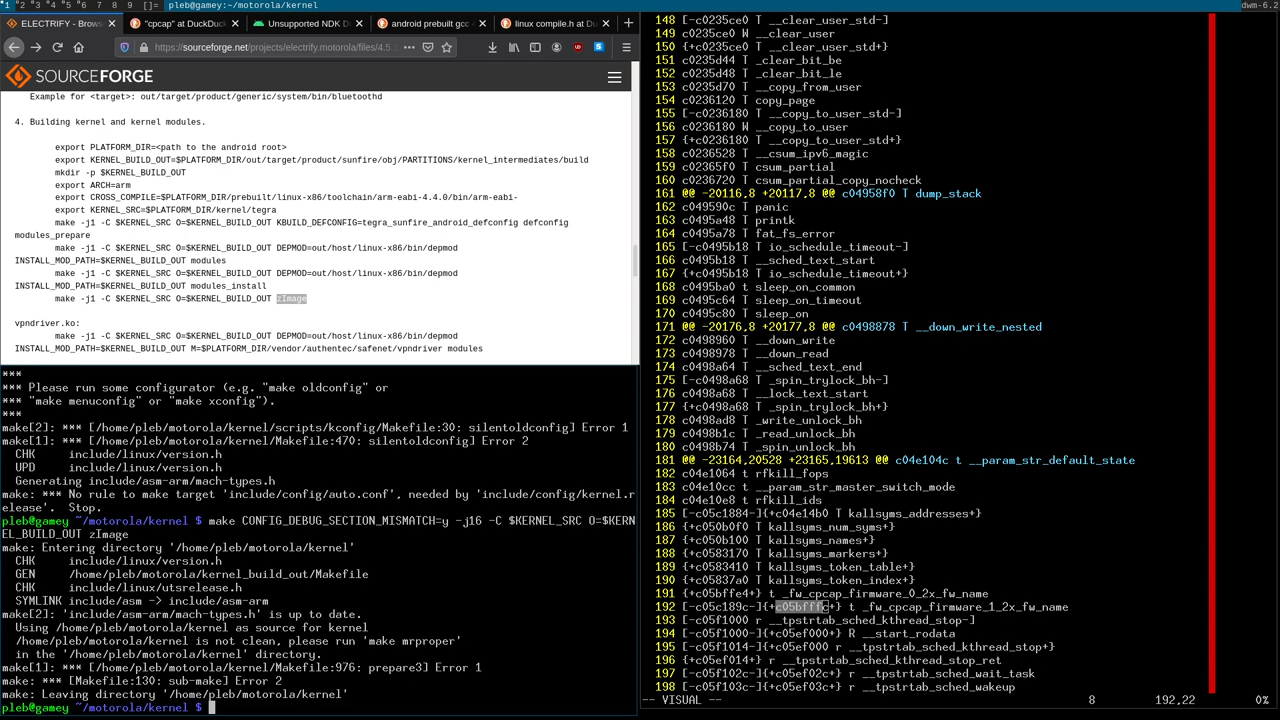 1 2 3 4 5 6 7 8 9 []= pleb@gamey:~/motorola/kernel dwm-6.2
ELECTRIFY - Brows
"cpcap" at DuckDuc
Unsupported NDK D
android prebuilt gcc 4
linux compile.h at Du
https://sourceforge.net/projects/electrify.motorola/files/4.5.
SOURCEFORGE
Example for <target>: out/target/product/generic/system/bin/bluetoothd
4. Building kernel and kernel modules.
export PLATFORM_DIR=<path to the android root>
export KERNEL_BUILD_OUT=$PLATFORM_DIR/out/target/product/sunfire/obj/PARTITIONS/kernel_intermediates/build
mkdir -p $KERNEL_BUILD_OUT
export ARCH=arm
export CROSS_COMPILE=$PLATFORM_DIR/prebuilt/linux-x86/toolchain/arm-eabi-4.4.0/bin/arm-eabi-
export KERNEL_SRC=$PLATFORM_DIR/kernel/tegra
make -j1 -C $KERNEL_SRC O=$KERNEL_BUILD_OUT KBUILD_DEFCONFIG=tegra_sunfire_android_defconfig defconfig
modules_prepare
make -j1 -C $KERNEL_SRC O=$KERNEL_BUILD_OUT DEPMOD=out/host/linux-x86/bin/depmod
INSTALL_MOD_PATH=$KERNEL_BUILD_OUT modules
make -j1 -C $KERNEL_SRC O=$KERNEL_BUILD_OUT DEPMOD=out/host/linux-x86/bin/depmod
INSTALL_MOD_PATH=$KERNEL_BUILD_OUT modules_install
make -j1 -C $KERNEL_SRC O=$KERNEL_BUILD_OUT zImage
vpndriver.ko:
make -j1 -C $KERNEL_SRC O=$KERNEL_BUILD_OUT DEPMOD=out/host/linux-x86/bin/depmod
INSTALL_MOD_PATH=$KERNEL_BUILD_OUT M=$PLATFORM_DIR/vendor/authentec/safenet/vpndriver modules
***
*** Please run some configurator (e.g. "make oldconfig" or
*** "make menuconfig" or "make xconfig").
***
make[2]: *** [/home/pleb/motorola/kernel/scripts/kconfig/Makefile:30: silentoldconfig] Error 1
make[1]: *** [/home/pleb/motorola/kernel/Makefile:470: silentoldconfig] Error 2
CHK include/linux/version.h
UPD include/linux/version.h
Generating include/asm-arm/mach-types.h
make: *** No rule to make target 'include/config/auto.conf', needed by 'include/config/kernel.r
elease'. Stop.
pleb@gamey ~/motorola/kernel $ make CONFIG_DEBUG_SECTION_MISMATCH=y -j16 -C $KERNEL_SRC O=$KERN
EL_BUILD_OUT zImage
make: Entering directory '/home/pleb/motorola/kernel'
CHK include/linux/version.h
GEN /home/pleb/motorola/kernel_build_out/Makefile
CHK include/linux/utsrelease.h
SYMLINK include/asm -> include/asm-arm
make[2]: 'include/asm-arm/mach-types.h' is up to date.
Using /home/pleb/motorola/kernel as source for kernel
/home/pleb/motorola/kernel is not clean, please run 'make mrproper'
in the '/home/pleb/motorola/kernel' directory.
make[1]: *** [/home/pleb/motorola/kernel/Makefile:976: prepare3] Error 1
make: *** [Makefile:130: sub-make] Error 2
make: Leaving directory '/home/pleb/motorola/kernel'
pleb@gamey ~/motorola/kernel $
148 [-c0235ce0 T __clear_user_std-]
149 c0235ce0 W __clear_user
150 {+c0235ce0 T __clear_user_std+}
151 c0235d44 T _clear_bit_be
152 c0235d48 T _clear_bit_le
153 c0235d70 T __copy_from_user
154 c0236120 T copy_page
155 [-c0236180 T __copy_to_user_std-]
156 c0236180 W __copy_to_user
157 {+c0236180 T __copy_to_user_std+}
158 c0236528 T __csum_ipv6_magic
159 c02365f0 T csum_partial
160 c0236720 T csum_partial_copy_nocheck
161 @@ -20116,8 +20117,8 @@ c04958f0 T dump_stack
162 c049590c T panic
163 c0495a48 T printk
164 c0495a78 T fat_fs_error
165 [-c0495b18 T io_schedule_timeout-]
166 c0495b18 T __sched_text_start
167 {+c0495b18 T io_schedule_timeout+}
168 c0495ba0 t sleep_on_common
169 c0495c64 T sleep_on_timeout
170 c0495c80 T sleep_on
171 @@ -20176,8 +20177,8 @@ c0498878 T __down_write_nested
172 c0498960 T __down_write
173 c0498978 T __down_read
174 c0498a64 T __sched_text_end
175 [-c0498a68 T _spin_trylock_bh-]
176 c0498a68 T __lock_text_start
177 {+c0498a68 T _spin_trylock_bh+}
178 c0498ad8 T _write_unlock_bh
179 c0498b1c T _read_unlock_bh
180 c0498b74 T _spin_unlock_bh
181 @@ -23164,20528 +23165,19613 @@ c04e104c t __param_str_default_state
182 c04e1064 t rfkill_fops
183 c04e10cc t __param_str_master_switch_mode
184 c04e10e8 t rfkill_ids
185 [-c05c1884-]{+c04e14b0 T kallsyms_addresses+}
186 {+c050b0f0 T kallsyms_num_syms+}
187 {+c050b100 T kallsyms_names+}
188 {+c0583170 T kallsyms_markers+}
189 {+c0583410 T kallsyms_token_table+}
190 {+c05837a0 T kallsyms_token_index+}
191 {+c05bffe4+} t _fw_cpcap_firmware_0_2x_fw_name
192 [-c05c189c-]{+c05bfffc+} t _fw_cpcap_firmware_1_2x_fw_name
193 [-c05f1000 r __tpstrtab_sched_kthread_stop-]
194 {+c05ef000+} R __start_rodata
195 [-c05f1014-]{+c05ef000 r __tpstrtab_sched_kthread_stop+}
196 {+c05ef014+} r __tpstrtab_sched_kthread_stop_ret
197 [-c05f102c-]{+c05ef02c+} r __tpstrtab_sched_wait_task
198 [-c05f103c-]{+c05ef03c+} r __tpstrtab_sched_wakeup
-- VISUAL -- 8 192,22 0%